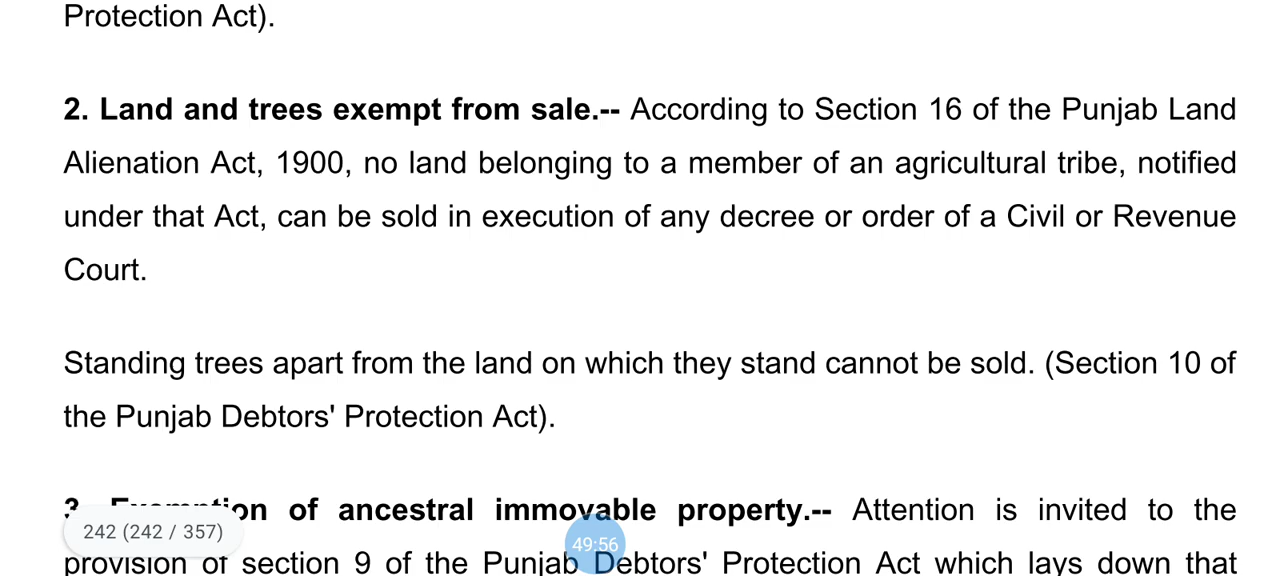 Protection Act).
2. Land and trees exempt from sale.-- According to Section 16 of the Punjab Land
Alienation Act, 1900, no land belonging to a member of an agricultural tribe, notified
under that Act, can be sold in execution of any decree or order of a Civil or Revenue
Court.
Standing trees apart from the land on which they stand cannot be sold. (Section 10 of
the Punjab Debtors' Protection Act).
3. Exemption of ancestral immovable property.-- Attention is invited to the
242 (242 / 357)
49:56
provision of section 9 of the Punjab Debtors' Protection Act which lays down that